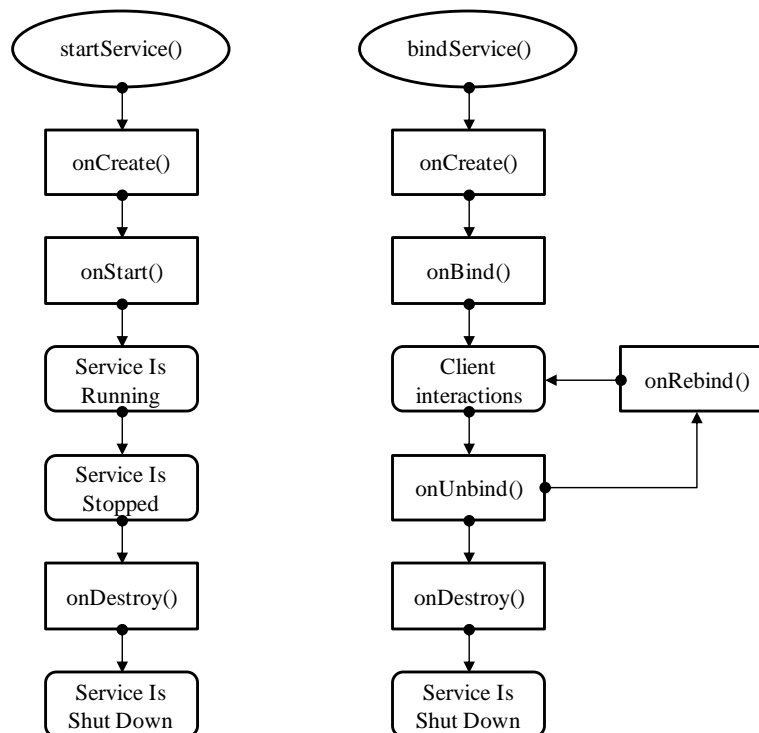 startService()
onCreate()
onStart()
Service Is
Running
Service Is
Stopped
onDestroy()
Service Is
Shut Down
bindService()
onCreate()
onBind()
Client
interactions
onRebind()
onUnbind()
onDestroy()
Service Is
Shut Down